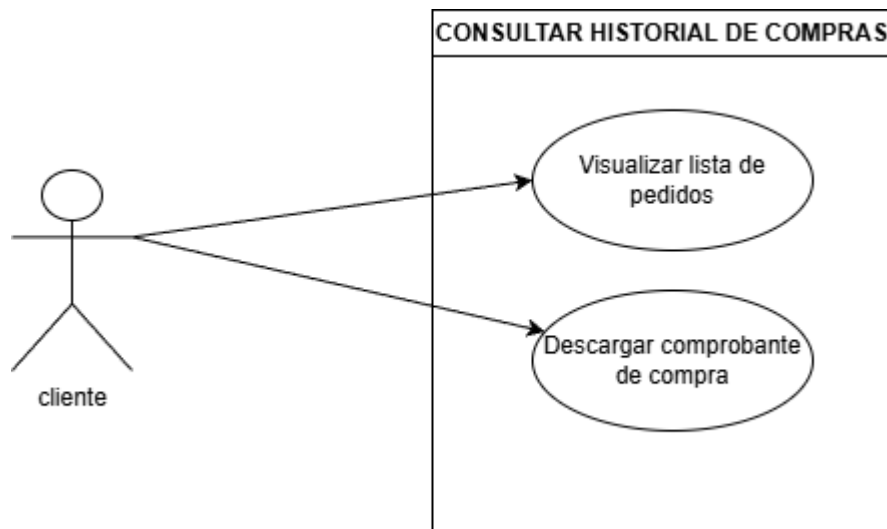 CONSULTAR HISTORIAL DE COMPRAS
Visualizar lista de
pedidos
Descargar comprobante
de compra
cliente